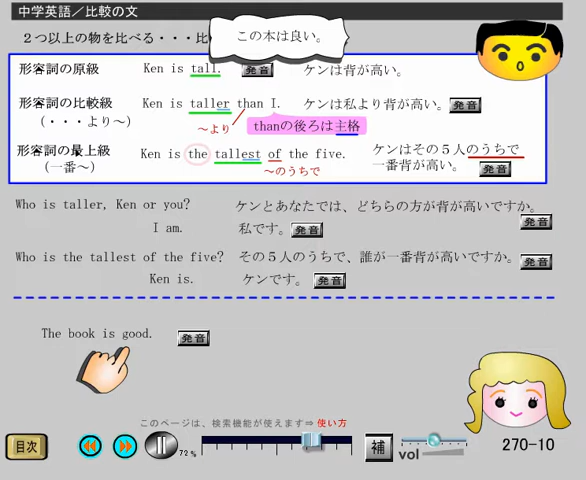 中学英語／比較の文
２つ以上の物を比べる・・・比
この本は良い。
形容詞の原級 Ken is tall. 発音 ケンは背が高い。
形容詞の比較級 Ken is taller than I. ケンは私より背が高い。 発音
(・・・より～) ～より thanの後ろは主格
形容詞の最上級 Ken is the tallest of the five. ケンはその５人のうちで
(一番～) ～のうちで 一番背が高い。 発音
Who is taller, Ken or you? ケンとあなたでは、どちらの方が背が高いですか。 発音
I am. 私です。 発音
Who is the tallest of the five? その５人のうちで、誰が一番背が高いですか。 発音
Ken is. ケンです。 発音
The book is good. 発音
このページは、検索機能が使えます⇒ 使い方
目次 72% 補 vol 270-10